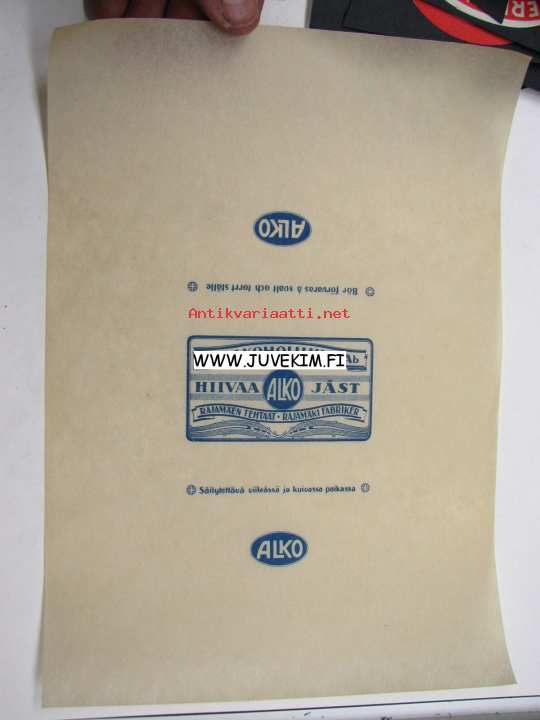 ER
ALKO
Bör förvaras å svalt och torrt ställe
Antikvariaatti.net
WWW.JUVEKIM.FI
HIIVAA ALKO JÄST
RAJAMÄEN TEHTAAT • RAJAMÄKI FABRIKER
Säilytettävä viileässä ja kuivassa paikassa
ALKO